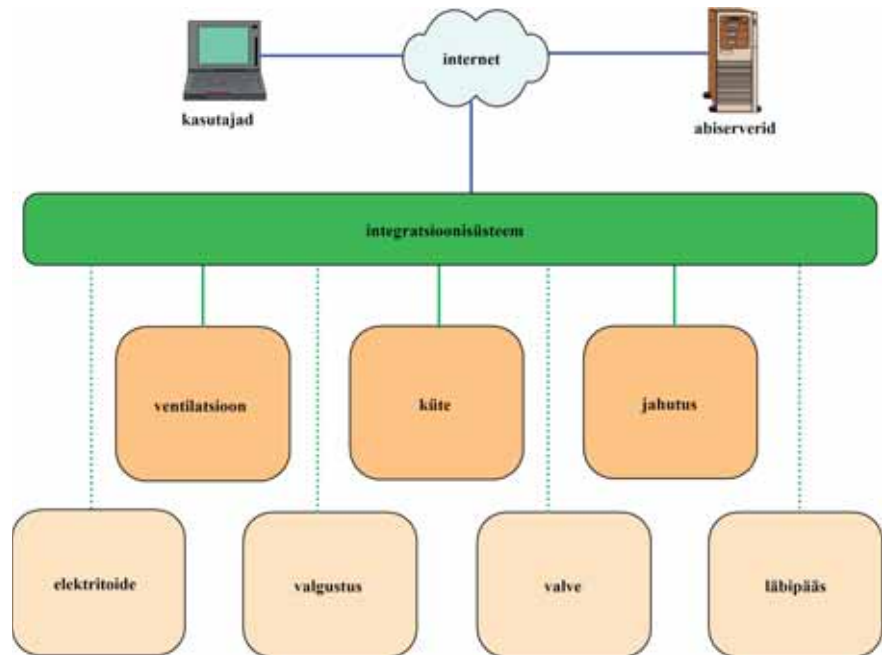 internet
kasutajad
abiserverid
integratsioonisüsteem
ventilatsioon
küte
jahutus
elektritoide
valgustus
valve
läbipääs